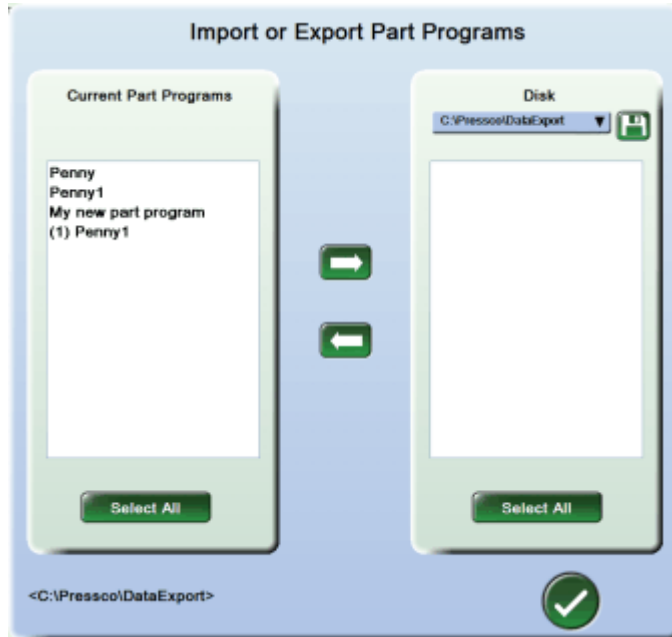 Import or Export Part Programs
Current Part Programs
Penny
Penny1
My new part program
(1) Penny1
Select All
Disk
C:\Pressco\DataExport
Select All
<C:\Pressco\DataExport>